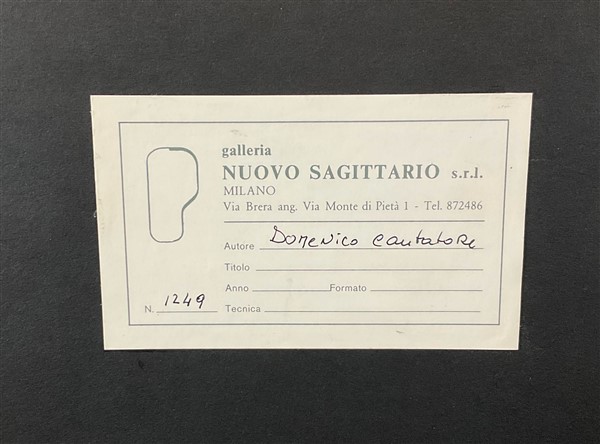 galleria
NUOVO SAGITTARIO s.r.l.
MILANO
Via Brera ang. Via Monte di Pietà 1 - Tel. 872486
Autore Domenico Cantatore
Titolo
Anno Formato
N. 1249 Tecnica